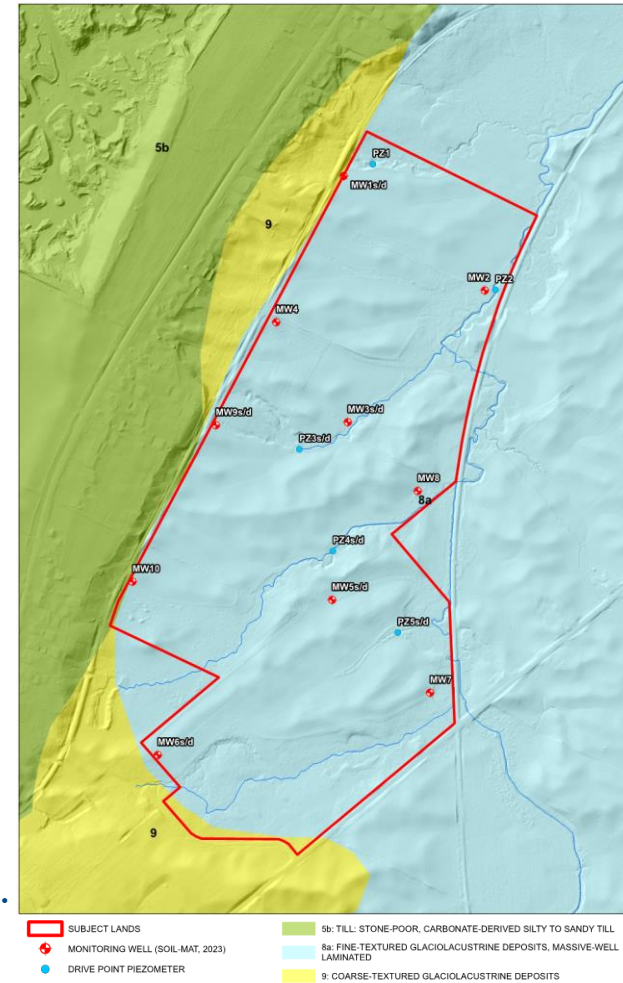 5b
PZ1
MW1s/d
9
MW2
PZ2
MW4
MW9s/d
MW3s/d
PZ3s/d
MW8
8a
PZ4s/d
MW10
MW5s/d
PZ5s/d
MW7
MW6s/d
9
SUBJECT LANDS
MONITORING WELL (SOIL-MAT, 2023)
DRIVE POINT PIEZOMETER
5b: TILL: STONE-POOR, CARBONATE-DERIVED SILTY TO SANDY TILL
8a: FINE-TEXTURED GLACIOLACUSTRINE DEPOSITS, MASSIVE-WELL
LAMINATED
9: COARSE-TEXTURED GLACIOLACUSTRINE DEPOSITS